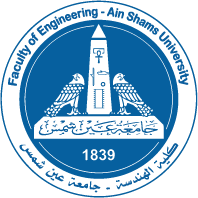 Faculty of Engineering - Ain Shams University
جامعة عين شمس
1839
كلية الهندسة - جامعة عين شمس